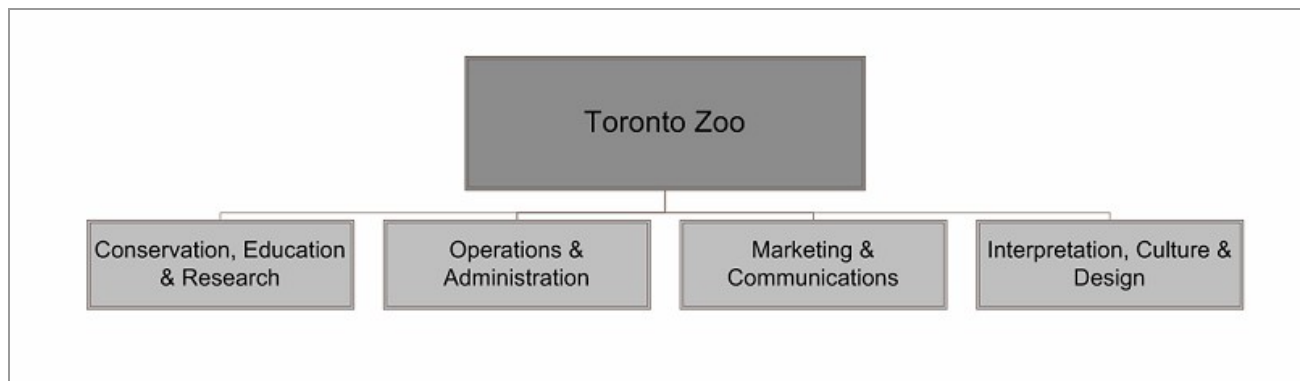 Toronto Zoo
Conservation, Education
& Research
Operations &
Administration
Marketing &
Communications
Interpretation, Culture &
Design